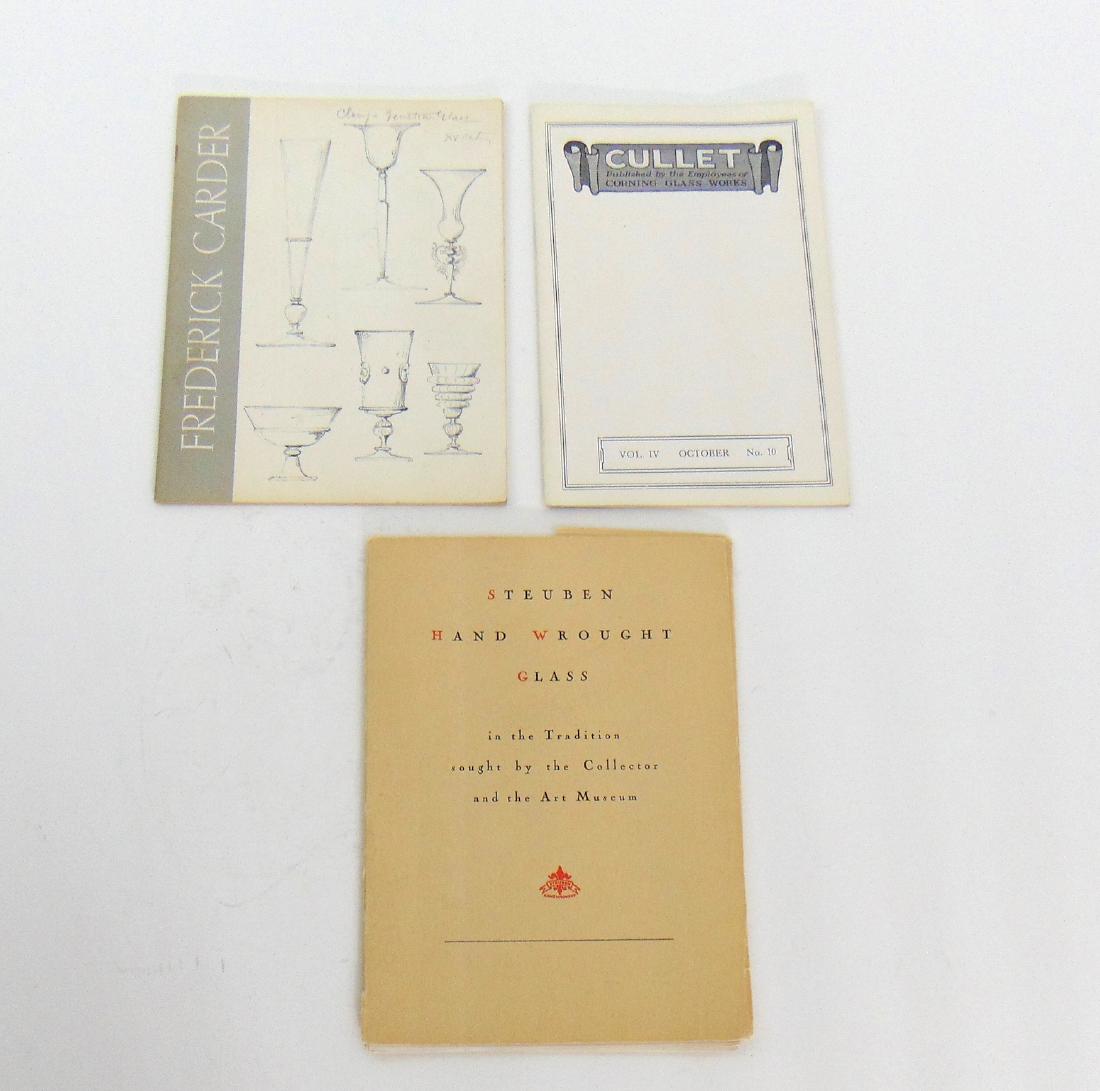 FREDERICK CARDER
CULLET
Published by the Employees of
CORNING GLASS WORKS
VOL. IV OCTOBER No. 10
STEUBEN
HAND WROUGHT
GLASS
in the Tradition
sought by the Collector
and the Art Museum
STEUBEN